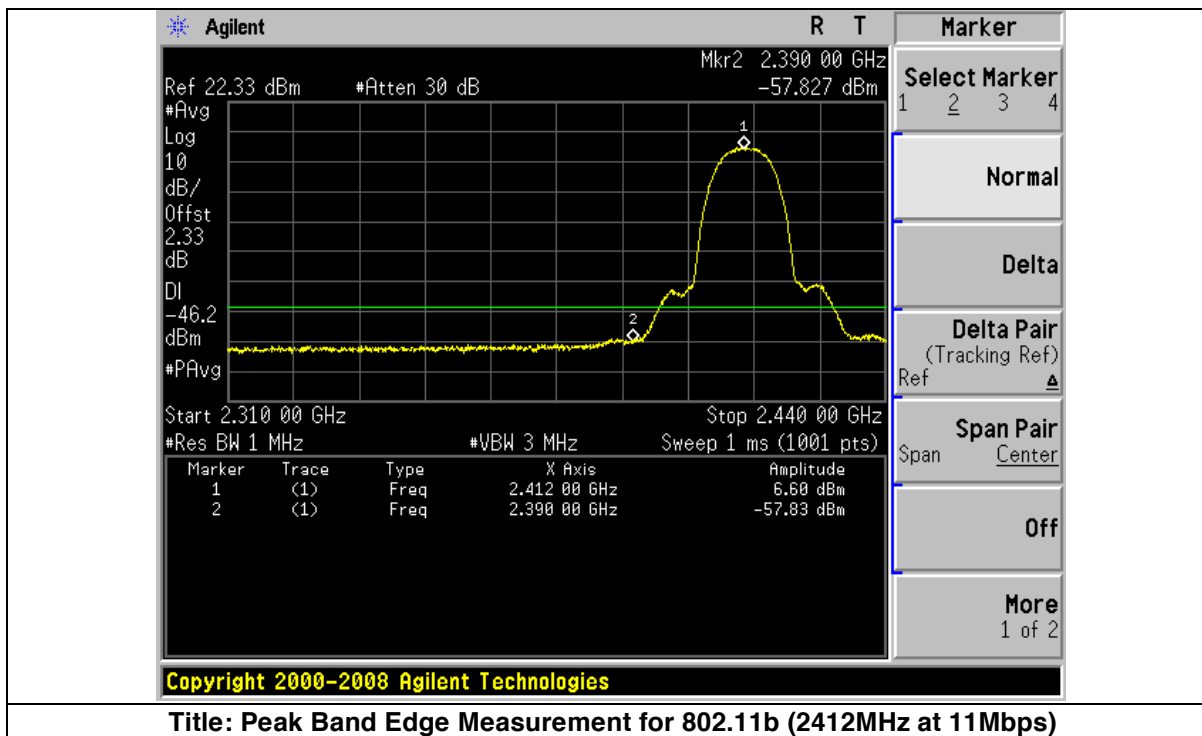 Agilent R T
Mkr2 2.390 00 GHz
Ref 22.33 dBm #Atten 30 dB -57.827 dBm
#Avg
Log
10
dB/
Offst
2.33
dB
DI
-46.2
dBm
#PAvg
1
2
Start 2.310 00 GHz Stop 2.440 00 GHz
#Res BW 1 MHz #VBW 3 MHz Sweep 1 ms (1001 pts)
Marker Trace Type X Axis Amplitude
1 (1) Freq 2.412 00 GHz 6.60 dBm
2 (1) Freq 2.390 00 GHz -57.83 dBm
Copyright 2000-2008 Agilent Technologies
Marker
Select Marker
1 2 3 4
Normal
Delta
Delta Pair
(Tracking Ref)
Ref Δ
Span Pair
Span Center
Off
More
1 of 2
Title: Peak Band Edge Measurement for 802.11b (2412MHz at 11Mbps)